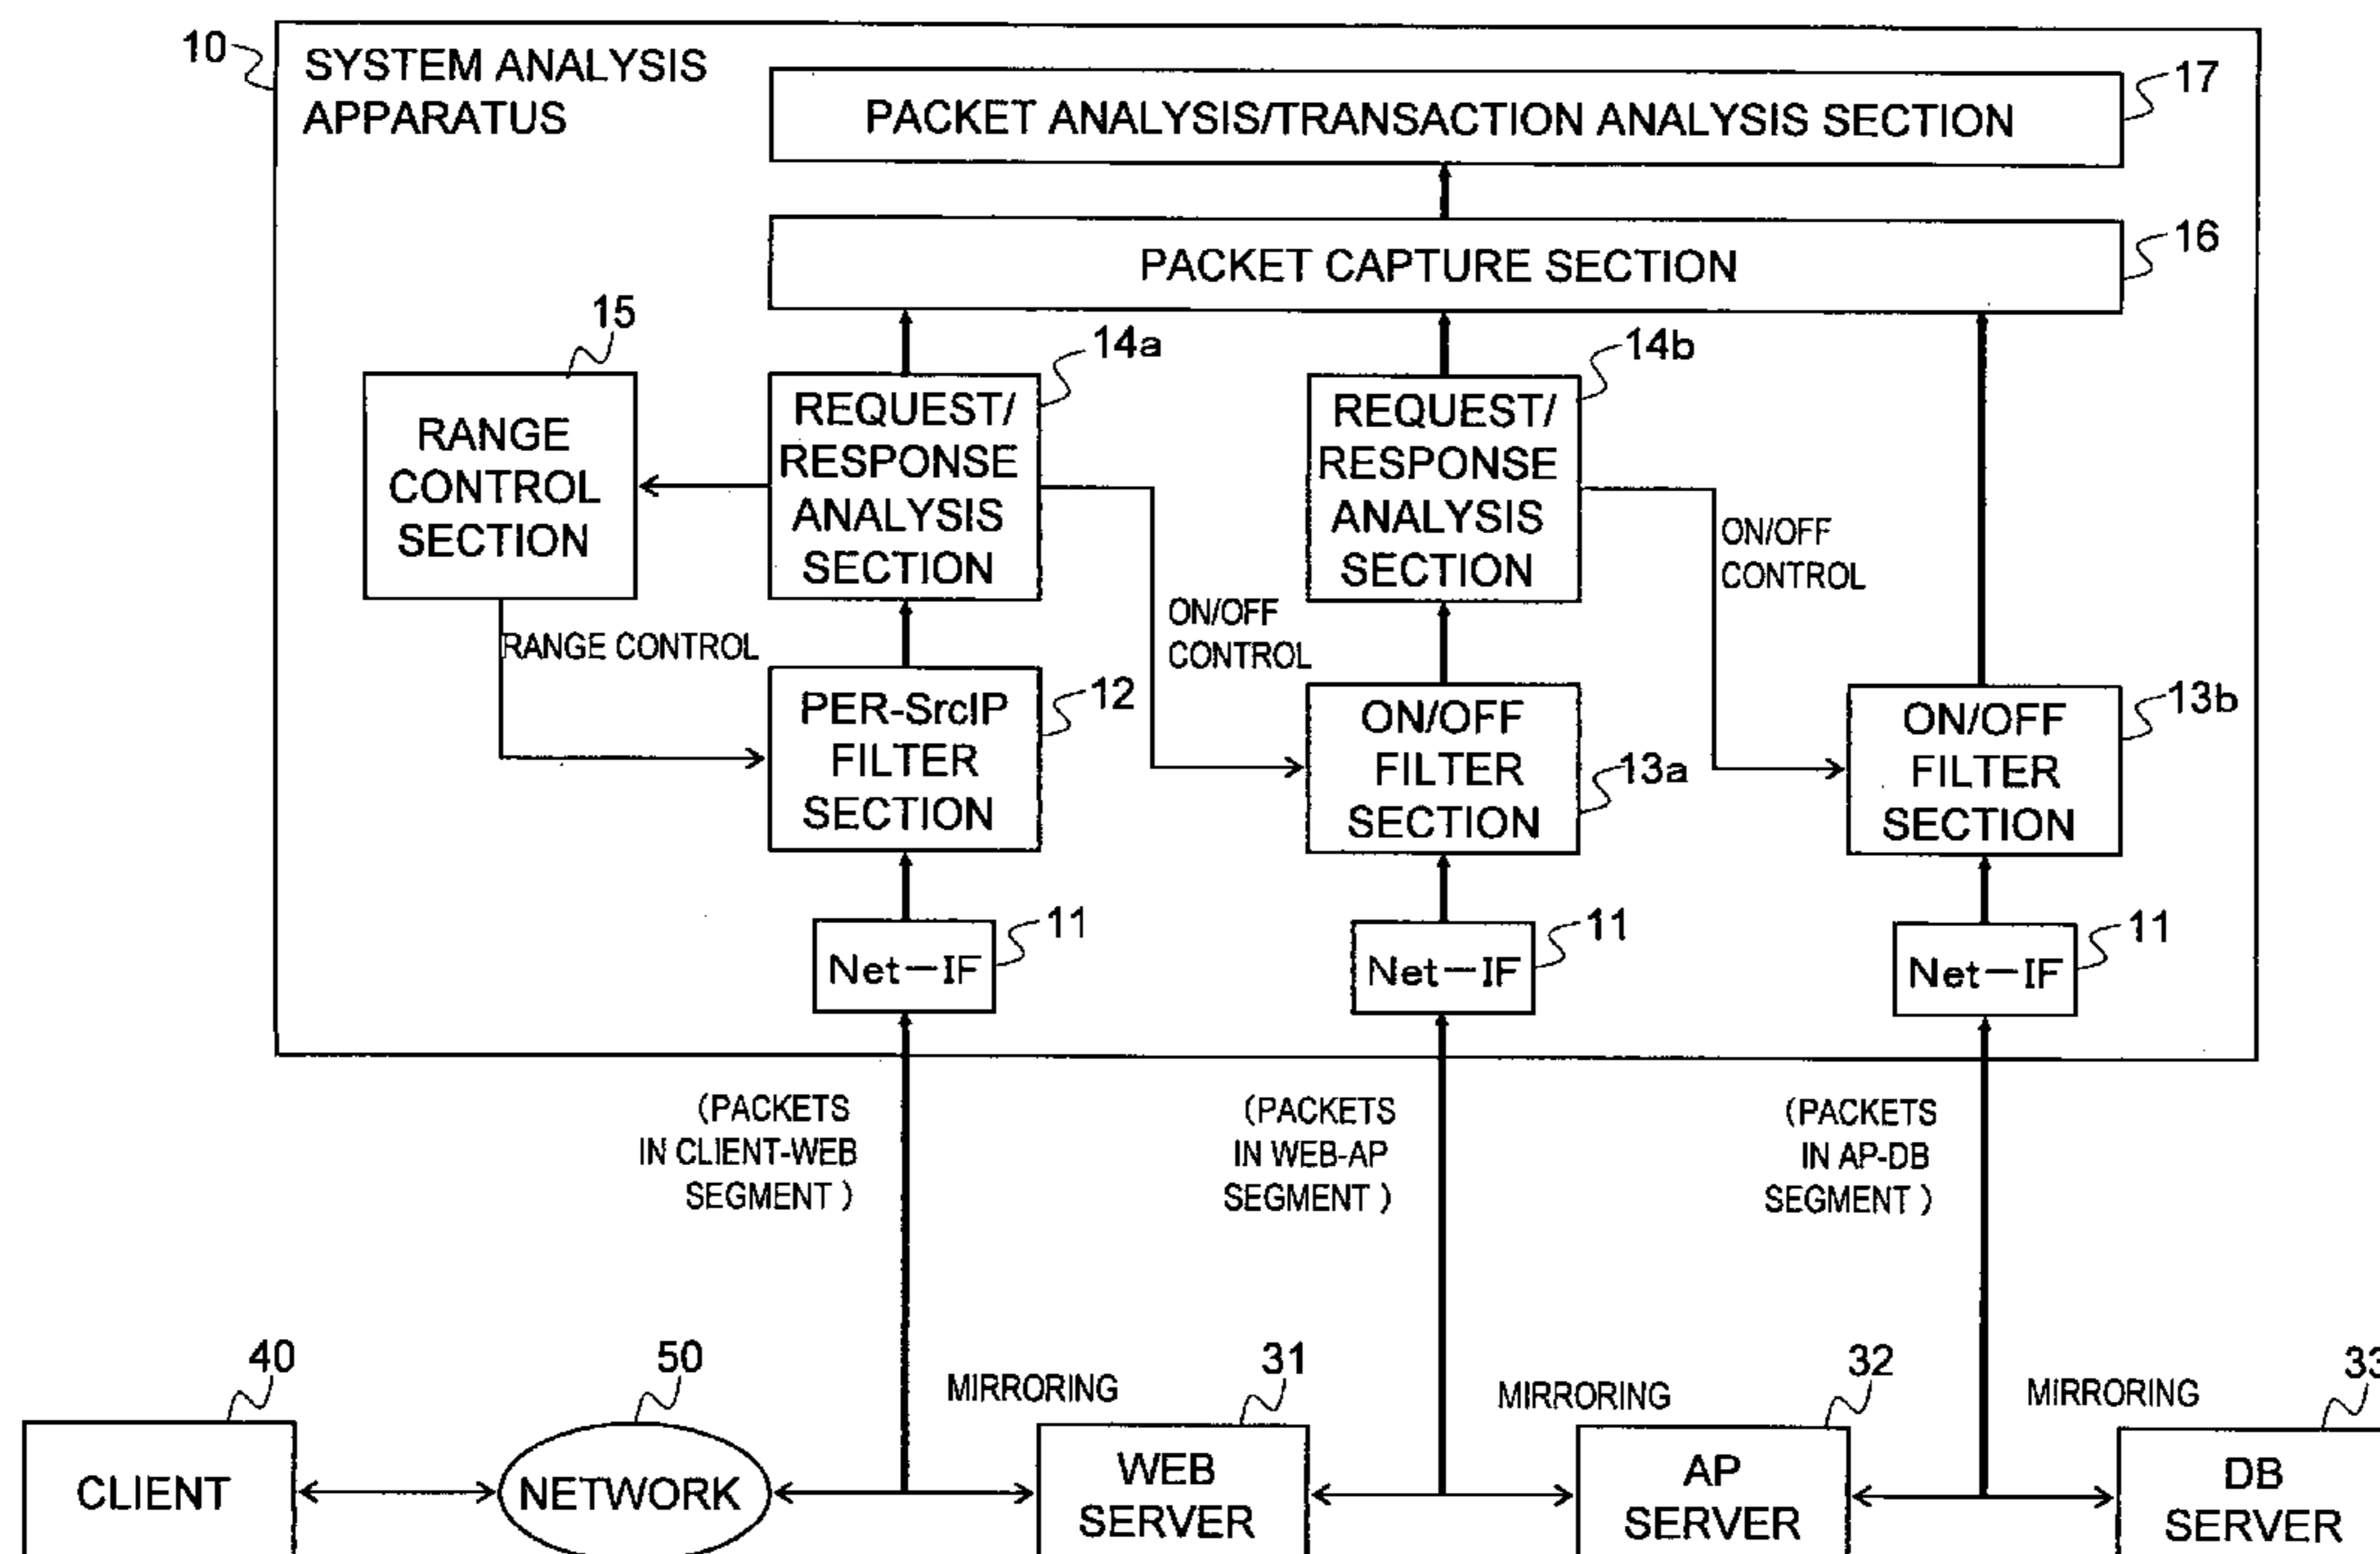 10
SYSTEM ANALYSIS
APPARATUS
PACKET ANALYSIS/TRANSACTION ANALYSIS SECTION
17
PACKET CAPTURE SECTION
16
15
RANGE
CONTROL
SECTION
14a
REQUEST/
RESPONSE
ANALYSIS
SECTION
14b
REQUEST/
RESPONSE
ANALYSIS
SECTION
ON/OFF
CONTROL
ON/OFF
CONTROL
RANGE CONTROL
PER-SrcIP
FILTER
SECTION
12
ON/OFF
FILTER
SECTION
13a
ON/OFF
FILTER
SECTION
13b
Net-IF
11
Net-IF
11
Net-IF
11
(PACKETS
IN CLIENT-WEB
SEGMENT )
(PACKETS
IN WEB-AP
SEGMENT )
(PACKETS
IN AP-DB
SEGMENT )
40
CLIENT
50
NETWORK
MIRRORING
31
WEB
SERVER
MIRRORING
32
AP
SERVER
MIRRORING
33
DB
SERVER